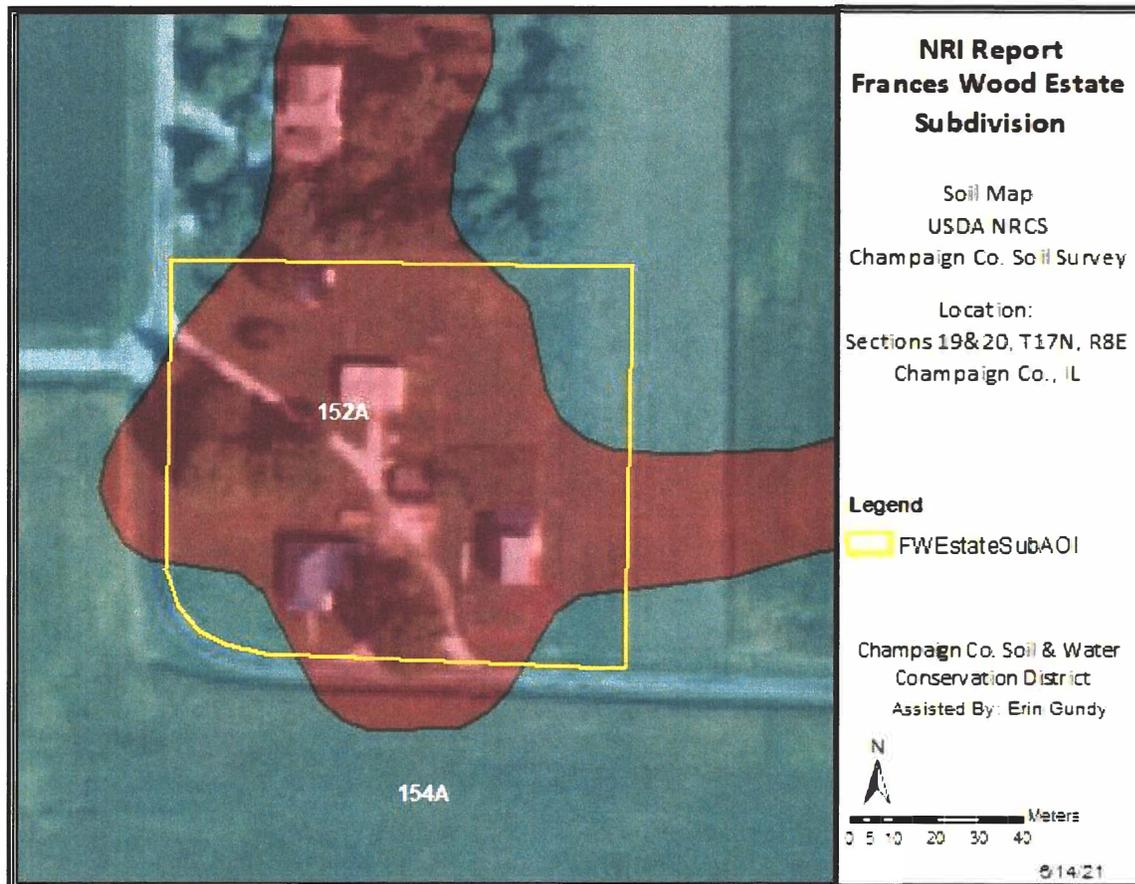 152A
154A
NRI Report
Frances Wood Estate
Subdivision
Soil Map
USDA NRCS
Champaign Co. Soil Survey
Location:
Sections 19&20, T17N, R8E
Champaign Co., IL
Legend
FWEstateSubAOI
Champaign Co. Soil & Water
Conservation District
Assisted By: Erin Gundy
N
Meters
0 5 10 20 30 40
6/14/21